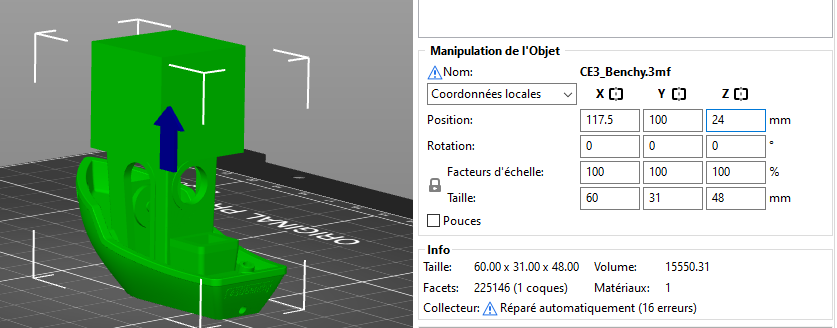 Manipulation de l'Objet
Nom: CE3_Benchy.3mf
Coordonnées locales X Y Z
Position: 117.5 100 24 mm
Rotation: 0 0 0 °
Facteurs d'échelle: 100 100 100 %
Taille: 60 31 48 mm
Pouces
Info
Taille: 60.00 x 31.00 x 48.00 Volume: 15550.31
Facets: 225146 (1 coques) Matériaux: 1
Collecteur: Réparé automatiquement (16 erreurs)
ORIGINAL PR